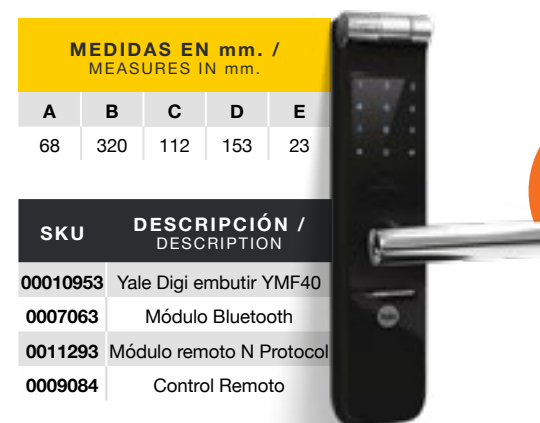 MEDIDAS EN mm. /
MEASURES IN mm.
A B C D E
68 320 112 153 23
SKU DESCRIPCIÓN /
DESCRIPTION
00010953 Yale Digi embutir YMF40
0007063 Módulo Bluetooth
0011293 Módulo remoto N Protocol
0009084 Control Remoto